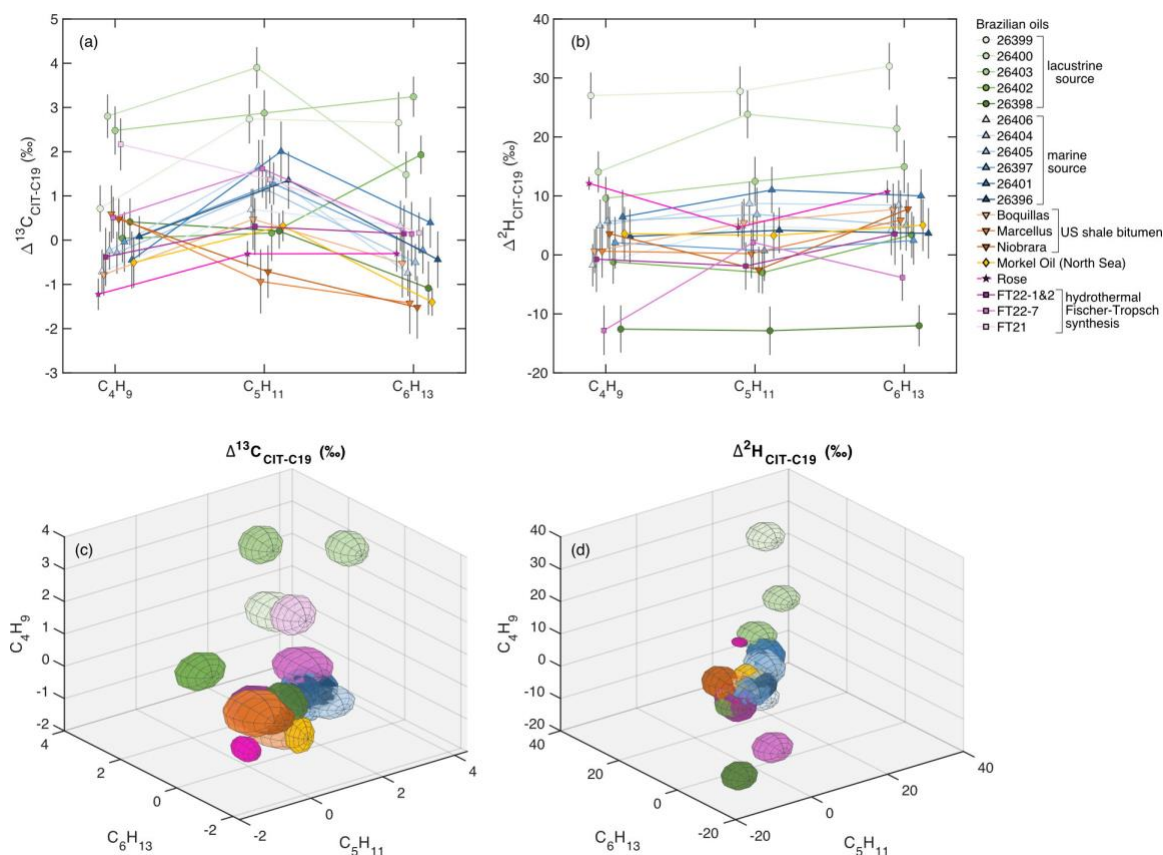 (a)
Δ¹³C_CIT-C19 (‰)
5
4
3
2
1
0
-1
-2
-3
C₄H₉
C₅H₁₁
C₆H₁₃
(b)
Δ²H_CIT-C19 (‰)
40
30
20
10
0
-10
-20
C₄H₉
C₅H₁₁
C₆H₁₃
Brazilian oils
26399
26400
26403
26402
26398
lacustrine
source
26406
26404
26405
26397
26401
26396
marine
source
Boquillas
Marcellus
Niobrara
US shale bitumen
Morkel Oil (North Sea)
Rose
FT22-1&2
FT22-7
FT21
hydrothermal
Fischer-Tropsch
synthesis
Δ¹³C_CIT-C19 (‰)
(c)
C₄H₉
4
3
2
1
0
-1
-2
4
2
0
-2
C₆H₁₃
-2
0
2
4
C₅H₁₁
Δ²H_CIT-C19 (‰)
(d)
C₄H₉
40
30
20
10
0
-10
-20
40
20
0
-20
C₆H₁₃
-20
0
20
40
C₅H₁₁